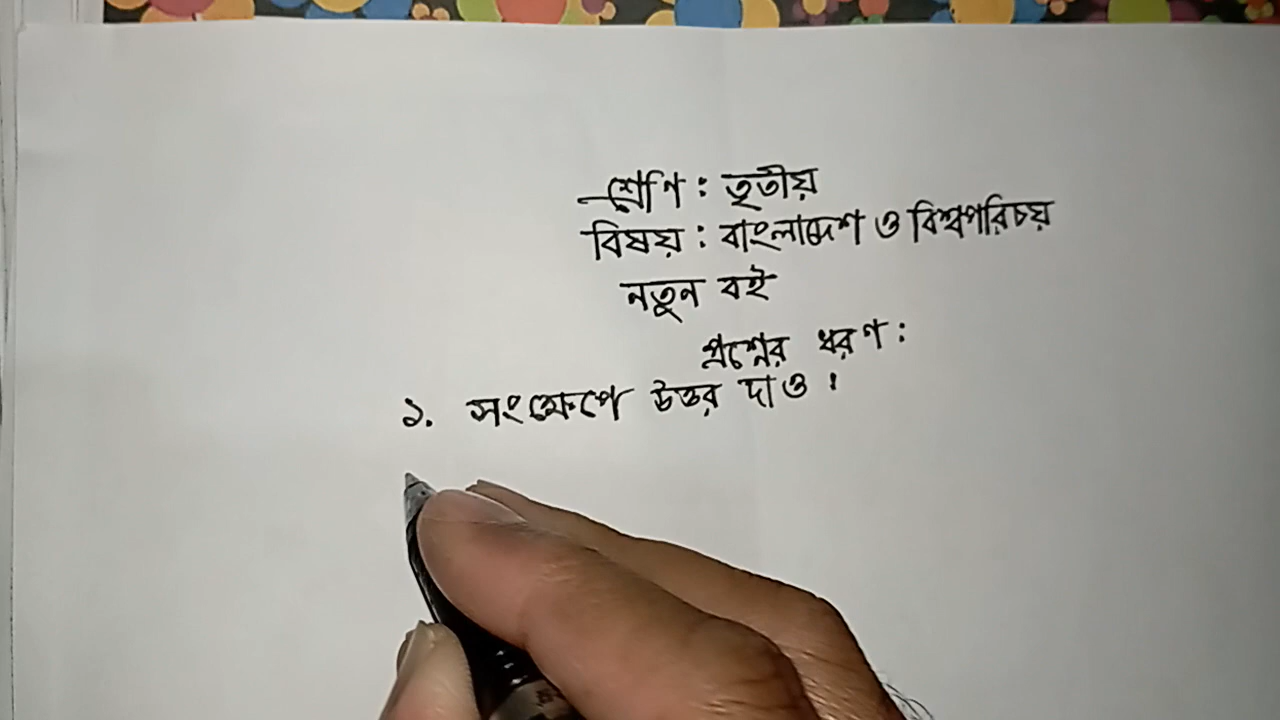 শ্রেণি : তৃতীয়
বিষয় : বাংলাদেশ ও বিশ্বপরিচয়
নতুন বই
প্রশ্নের ধরণ :
১. সংক্ষেপে উত্তর দাও।